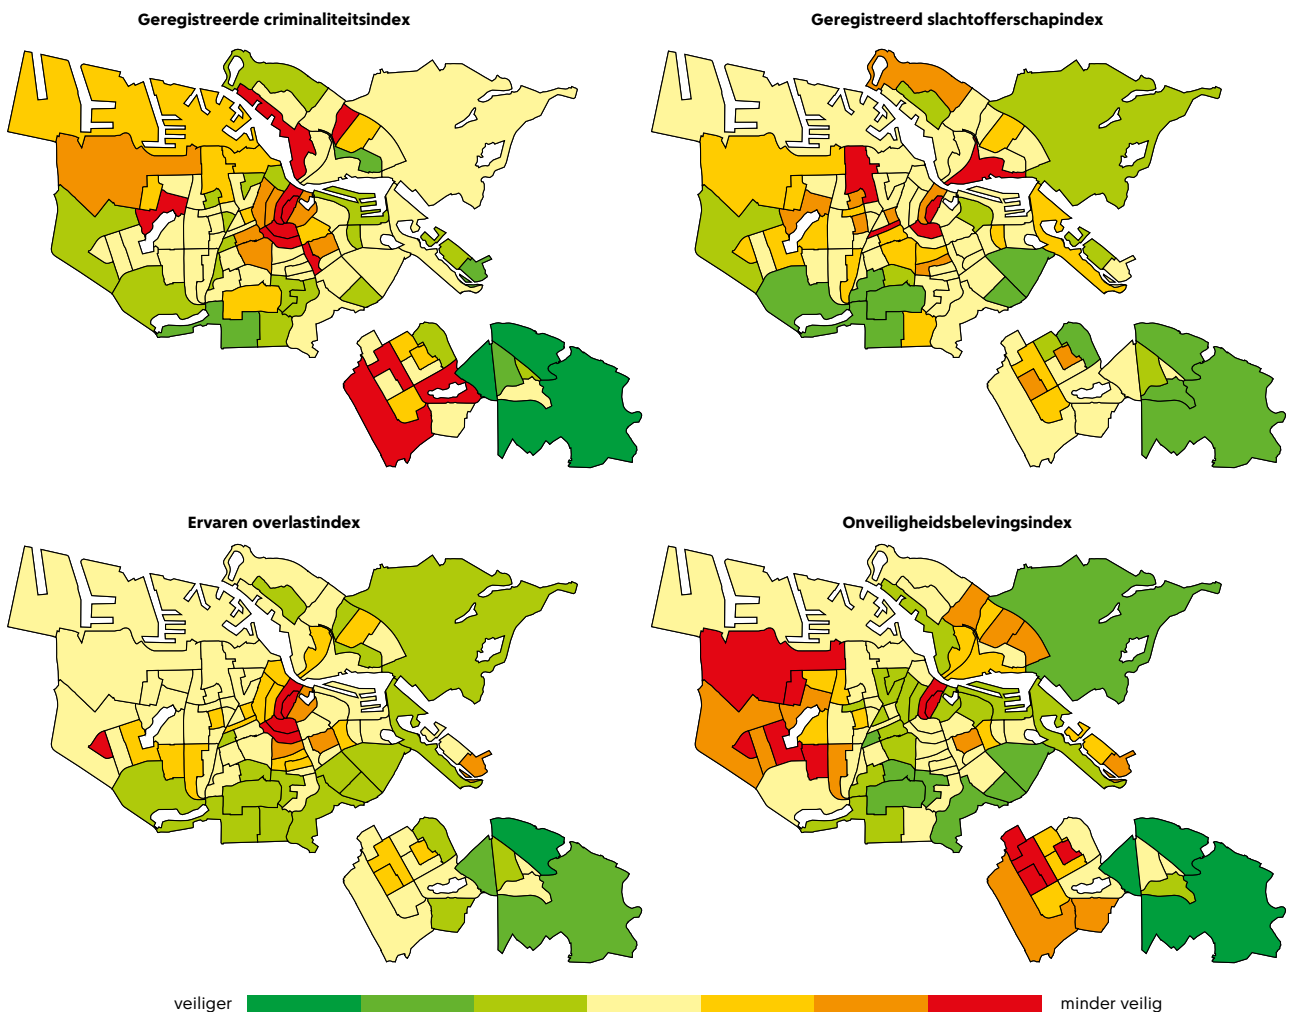 Geregistreerde criminaliteitsindex
Geregistreerd slachtofferschapindex
Ervaren overlastindex
Onveiligheidsbelevingsindex
veiliger
minder veilig